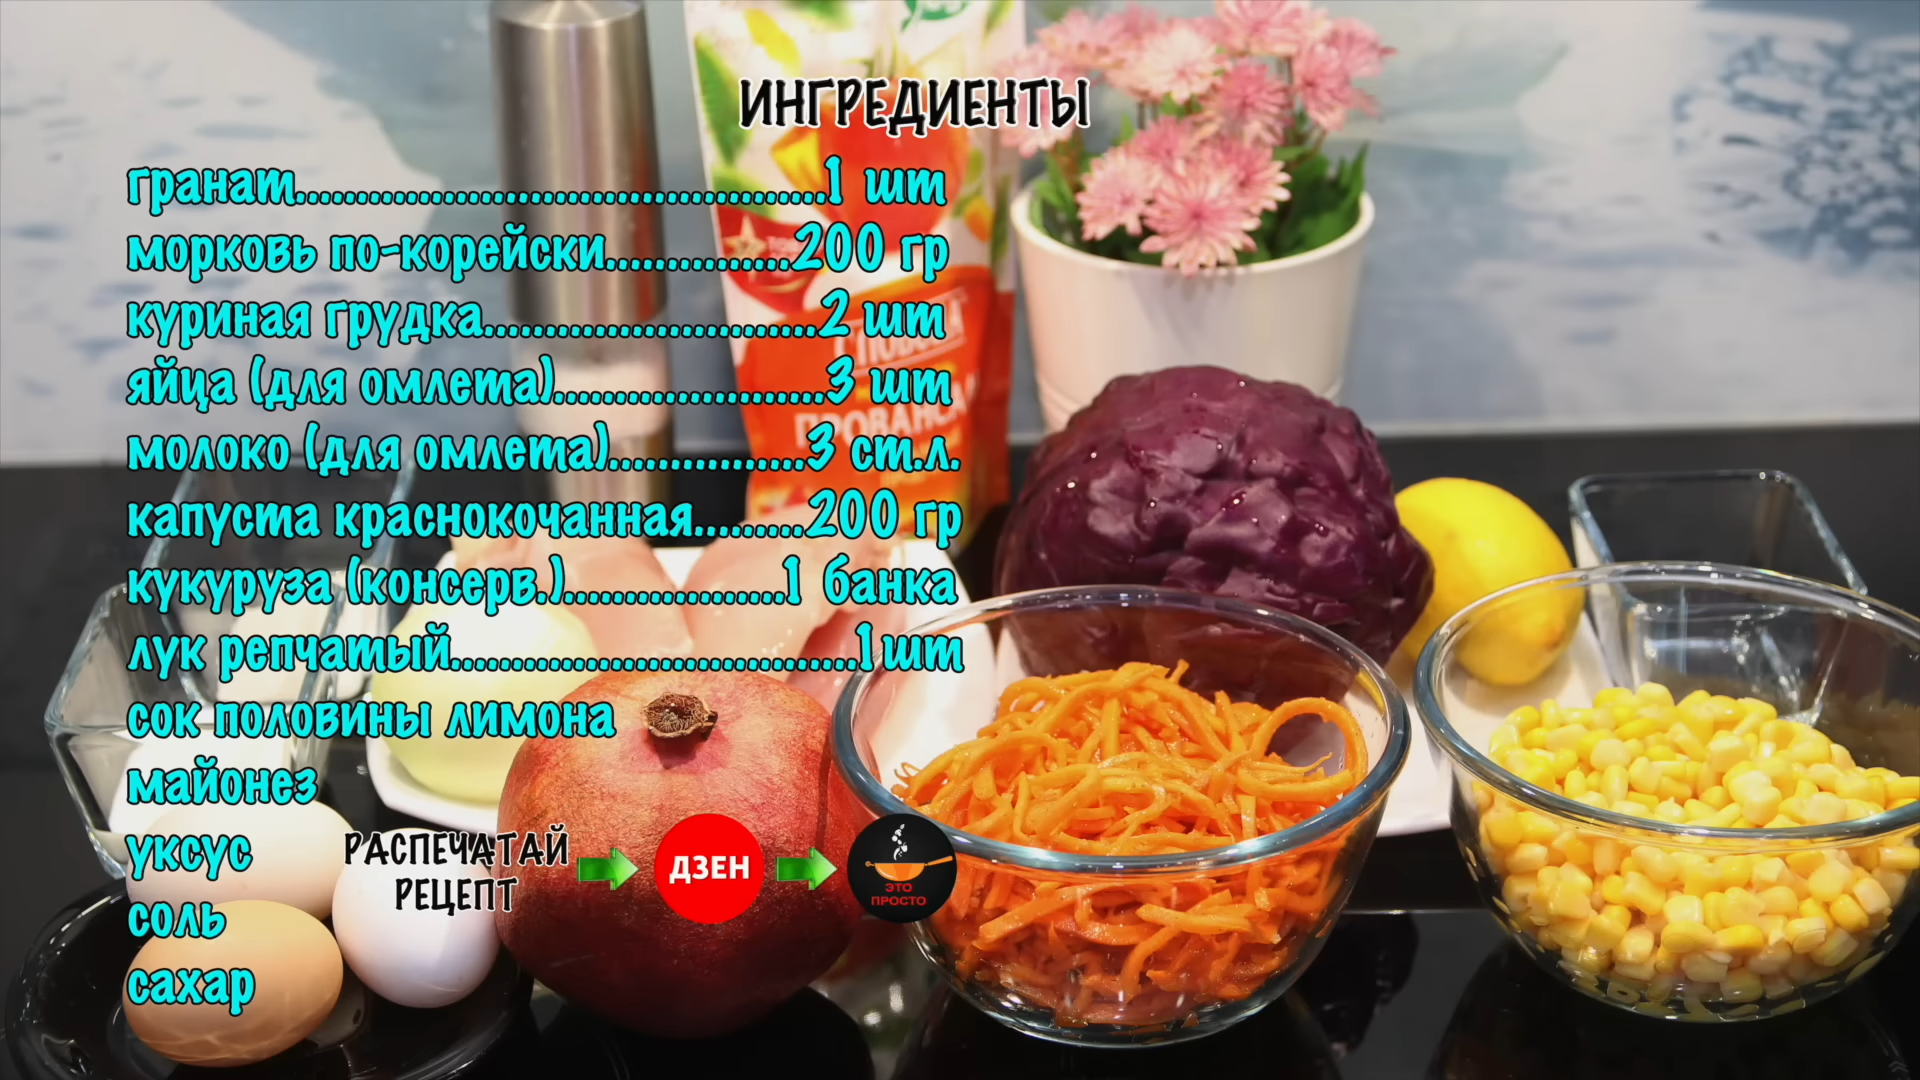 ИНГРЕДИЕНТЫ
гранат............................................1 шт
морковь по-корейски...............200 гр
куриная грудка...........................2 шт
яйца (для омлета)......................3 шт
молоко (для омлета)................3 ст.л.
капуста краснокочанная.........200 гр
кукуруза (консерв.)..................1 банка
лук репчатый.................................1 шт
сок половины лимона
майонез
уксус
соль
сахар
РАСПЕЧАТАЙ
РЕЦЕПТ
ДЗЕН
ЭТО
ПРОСТО
ПРОВАНСА